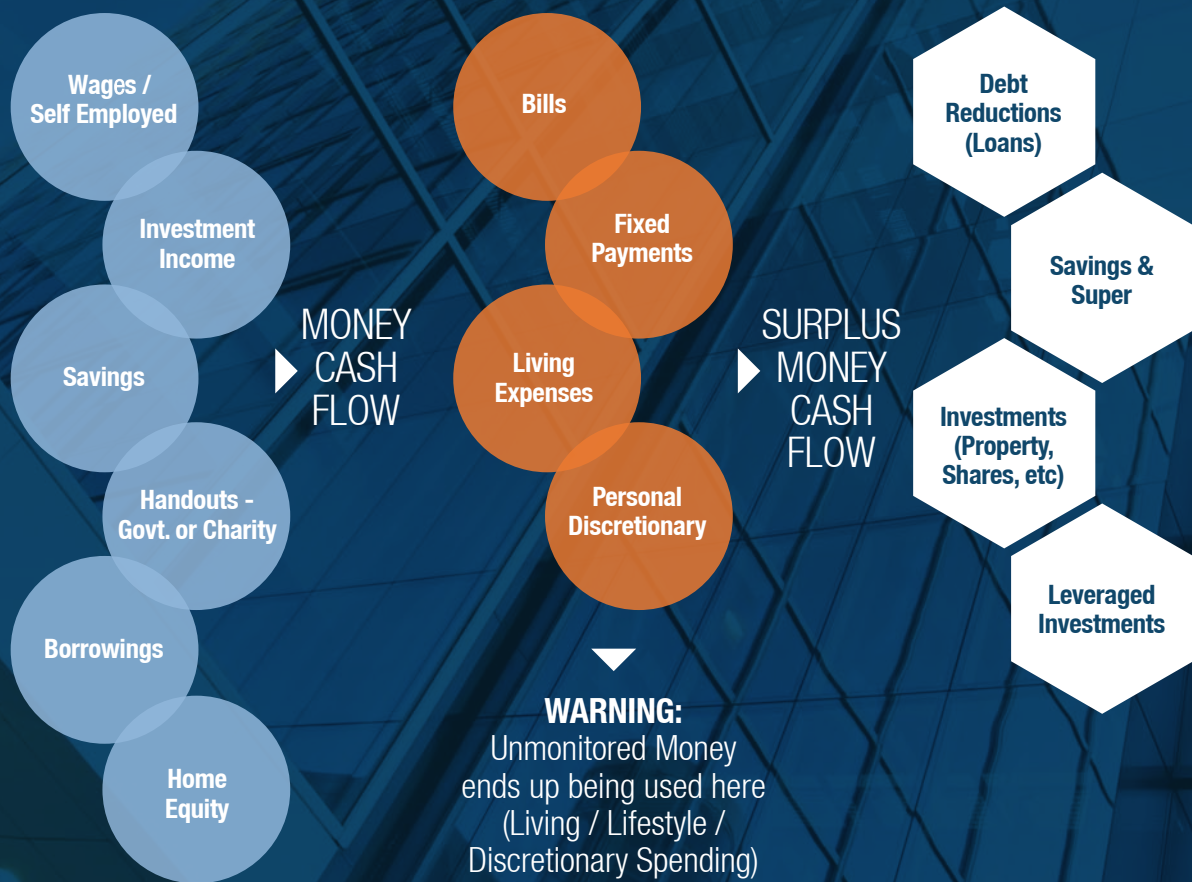 Wages /
Self Employed
Investment
Income
Savings
Handouts -
Govt. or Charity
Borrowings
Home
Equity
MONEY
CASH
FLOW
Bills
Fixed
Payments
Living
Expenses
Personal
Discretionary
WARNING:
Unmonitored Money
ends up being used here
(Living / Lifestyle /
Discretionary Spending)
SURPLUS
MONEY
CASH
FLOW
Debt
Reductions
(Loans)
Savings &
Super
Investments
(Property,
Shares, etc)
Leveraged
Investments